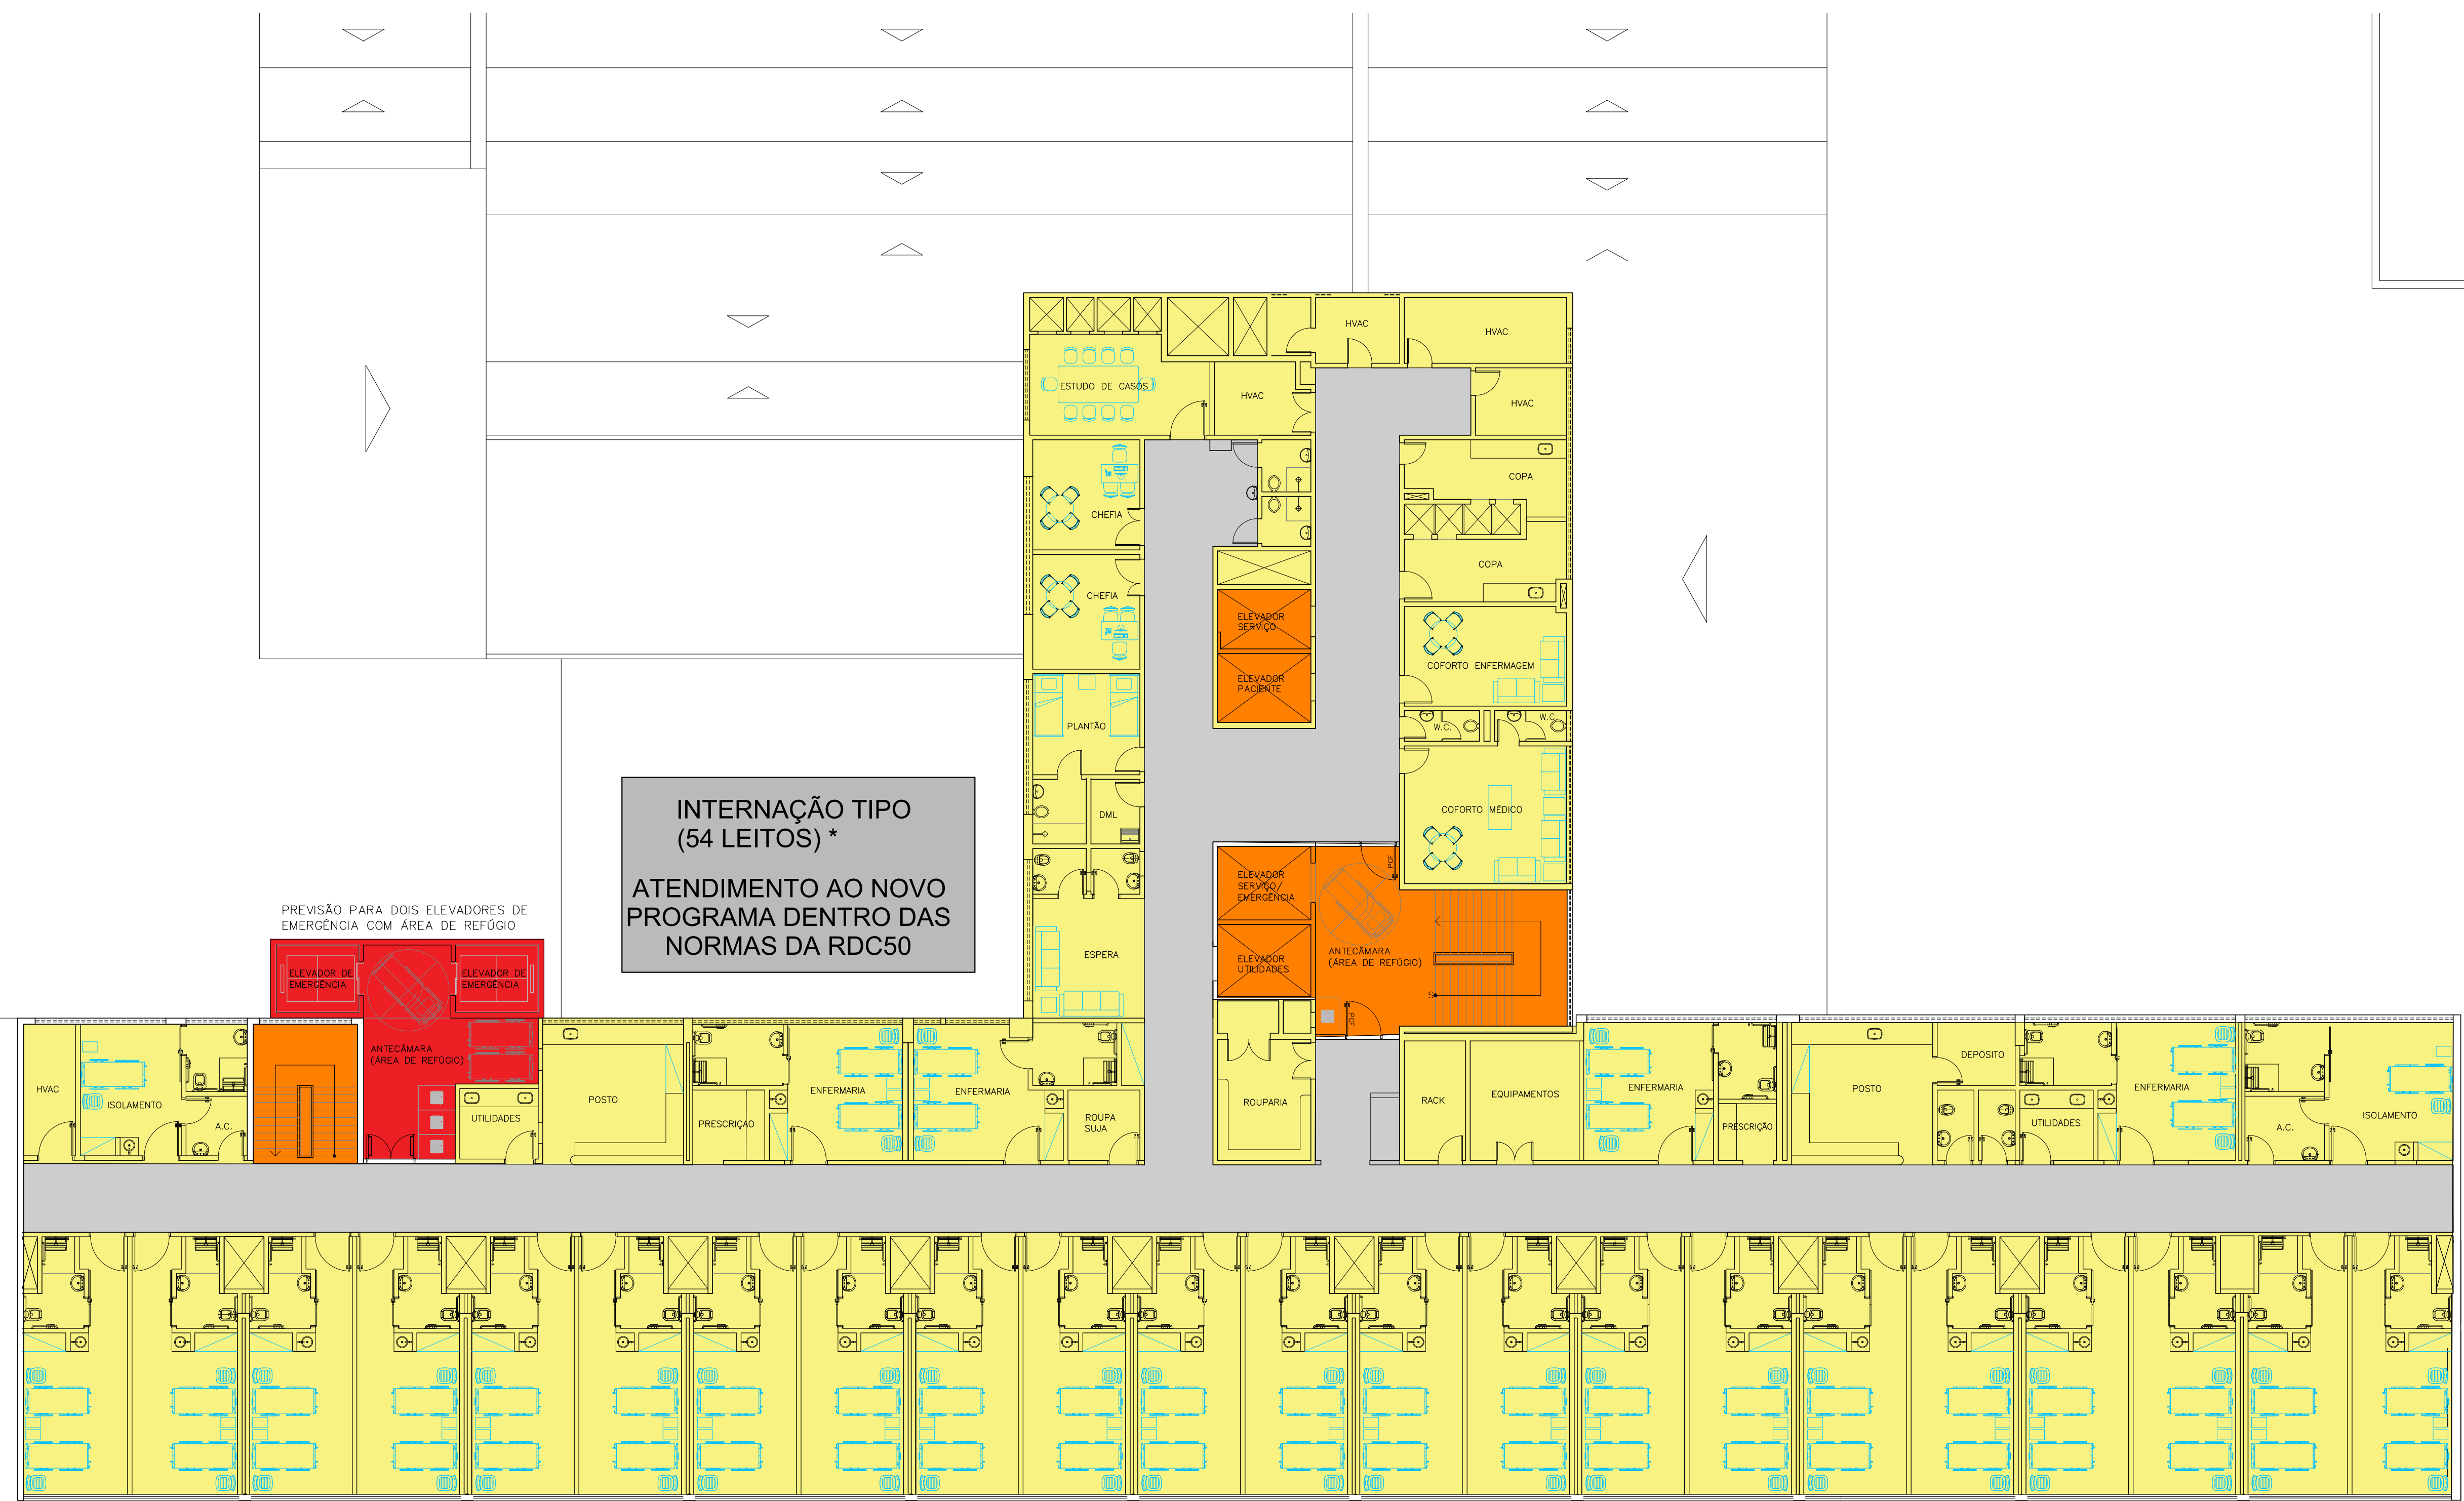 HVAC
HVAC
ESTUDO DE CASOS
HVAC
HVAC
COPA
CHEFIA
COPA
CHEFIA
ELEVADOR
SERVIÇO
COFORTO ENFERMAGEM
ELEVADOR
PACIENTE
PLANTÃO
W.C.
W.C.
INTERNAÇÃO TIPO
(54 LEITOS) *
ATENDIMENTO AO NOVO
PROGRAMA DENTRO DAS
NORMAS DA RDC50
DML
COFORTO MÉDICO
PCF
ELEVADOR
SERVIÇO/
EMERGÊNCIA
PREVISÃO PARA DOIS ELEVADORES DE
EMERGÊNCIA COM ÁREA DE REFÚGIO
ESPERA
ANTECÂMARA
(ÁREA DE REFÚGIO)
ELEVADOR
UTILIDADES
ELEVADOR DE
EMERGÊNCIA
ELEVADOR DE
EMERGÊNCIA
S
PCF
ANTECÂMARA
(ÁREA DE REFÚGIO)
HVAC
ISOLAMENTO
A.C.
UTILIDADES
POSTO
PRESCRIÇÃO
ENFERMARIA
ENFERMARIA
ROUPA
SUJA
ROUPARIA
RACK
EQUIPAMENTOS
ENFERMARIA
PRESCRIÇÃO
POSTO
DEPOSITO
UTILIDADES
ENFERMARIA
A.C.
ISOLAMENTO